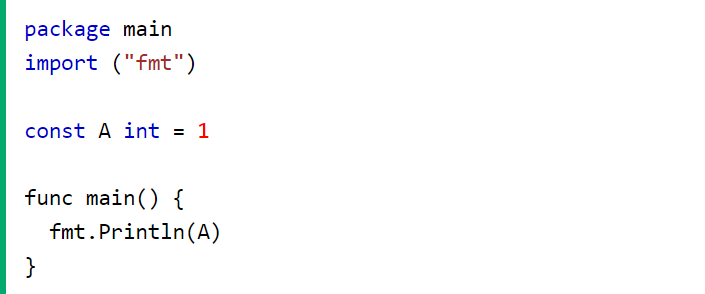 package main
import ("fmt")
const A int = 1
func main() {
  fmt.Println(A)
}